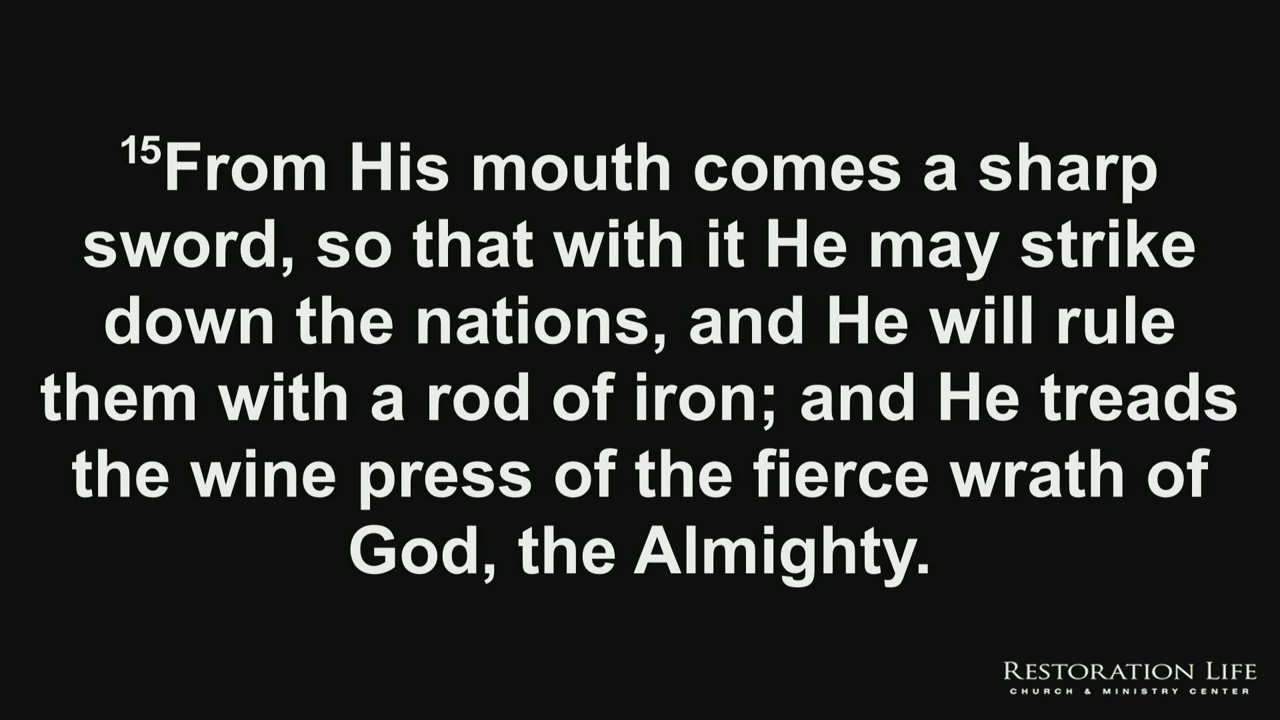 15From His mouth comes a sharp
sword, so that with it He may strike
down the nations, and He will rule
them with a rod of iron; and He treads
the wine press of the fierce wrath of
God, the Almighty.
RESTORATION LIFE
CHURCH & MINISTRY CENTER